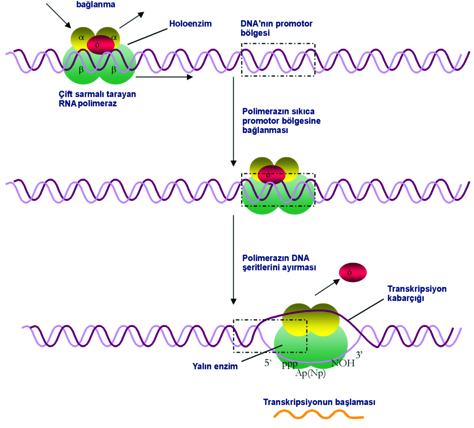 bağlanma
Holoenzim
DNA'nın promotor
bölgesi
α
α
δ
β
β
Çift sarmalı tarayan
RNA polimeraz
Polimerazın sıkıca
promotor bölgesine
bağlanması
δ
Polimerazın DNA
şeritlerini ayırması
δ
Transkripsiyon
kabarcığı
Yalın enzim
5' ppp
Ap(Np)
NOH 3'
Transkripsiyonun başlaması